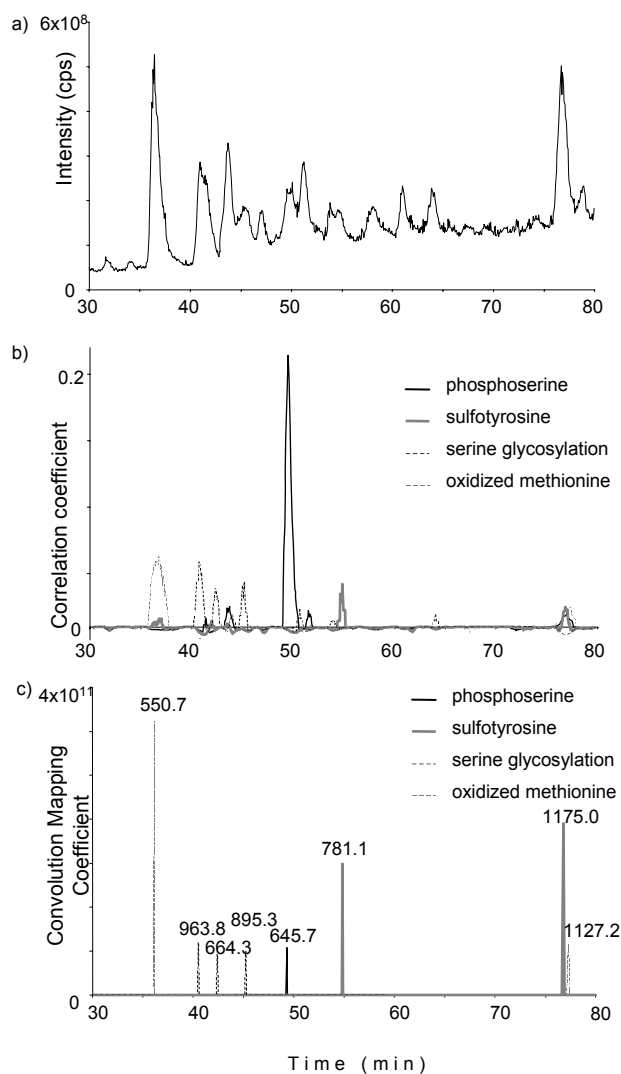 a)
6x10⁸
Intensity (cps)
0
30 40 50 60 70 80
b)
0.2
phosphoserine
sulfotyrosine
serine glycosylation
oxidized methionine
Correlation coefficient
0
30 40 50 60 70 80
c)
4x10¹¹
phosphoserine
550.7
sulfotyrosine
serine glycosylation
oxidized methionine
Convolution Mapping
Coefficient
1175.0
781.1
963.8 895.3
664.3 645.7
1127.2
0
30 40 50 60 70 80
Time (min)